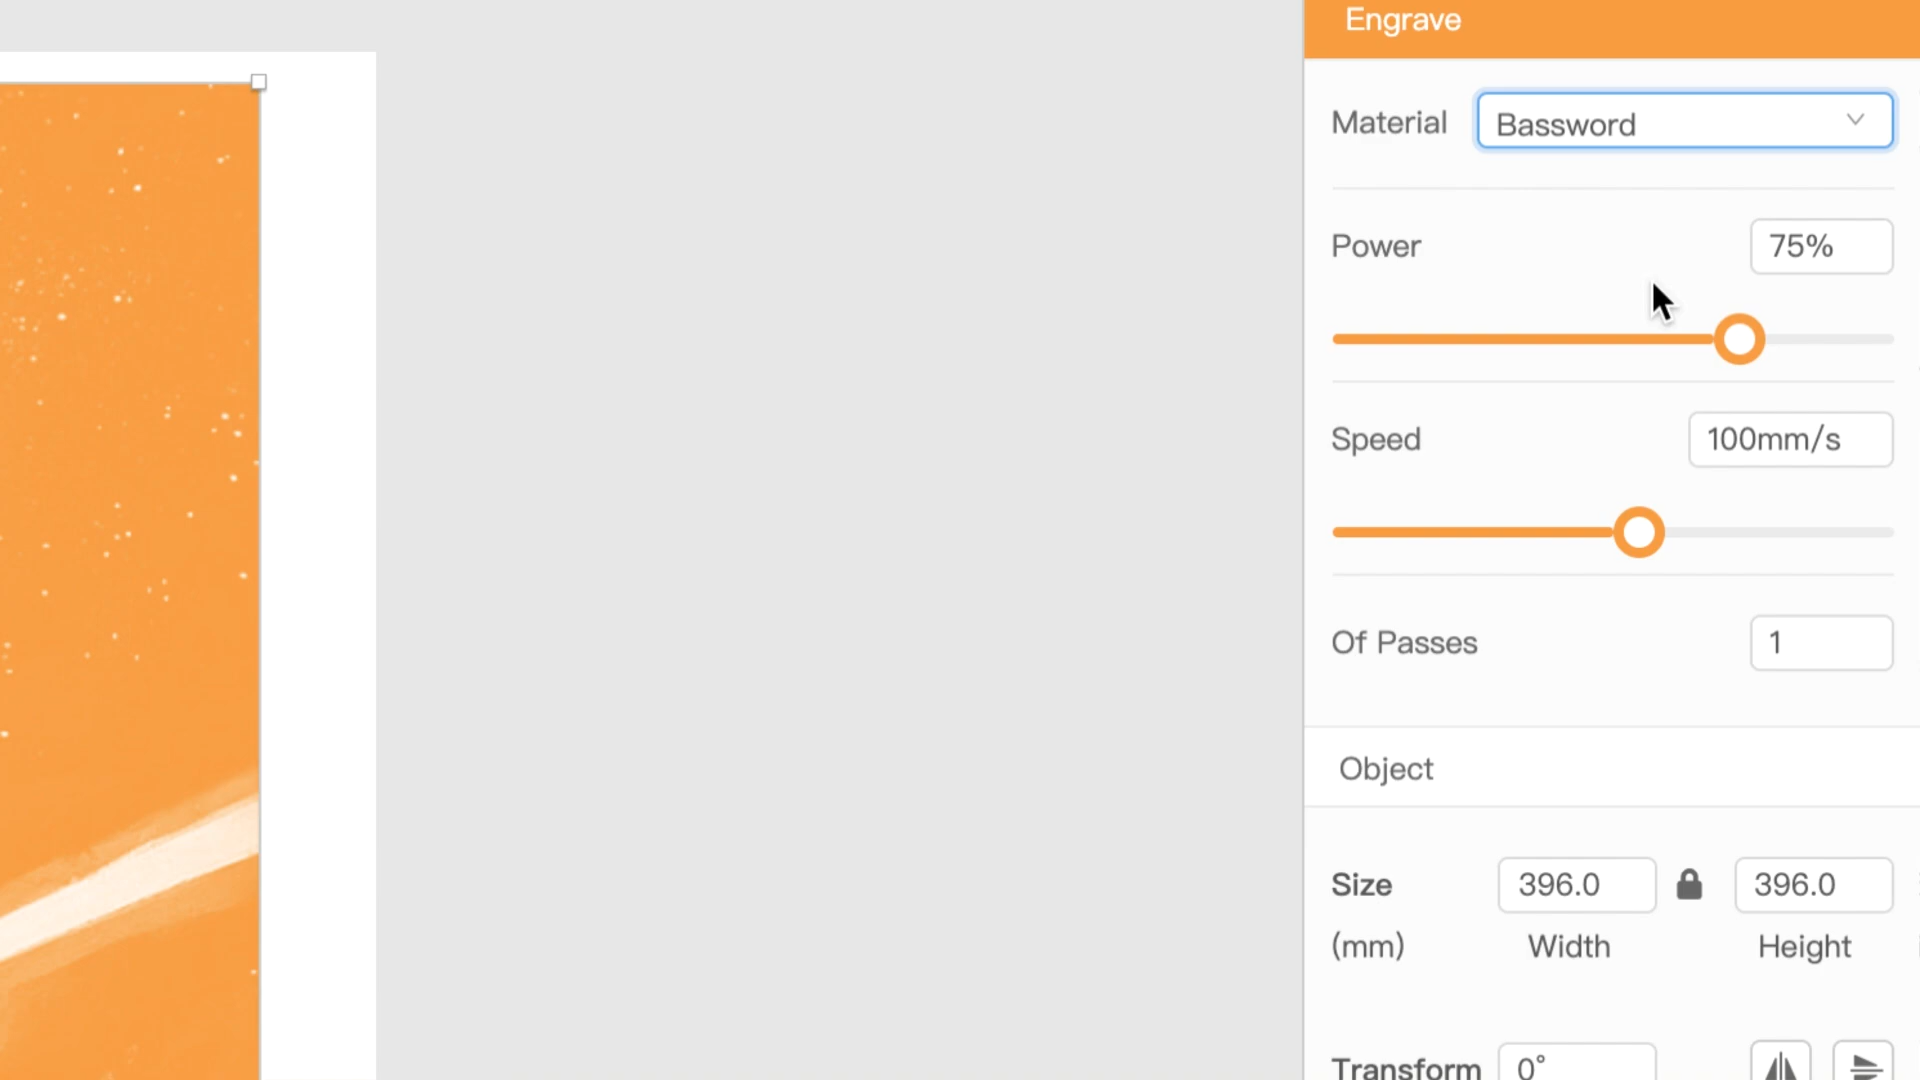 Engrave
Material Bassword
Power 75%
Speed 100mm/s
Of Passes 1
Object
Size 396.0 396.0
(mm) Width Height
Transform 0°